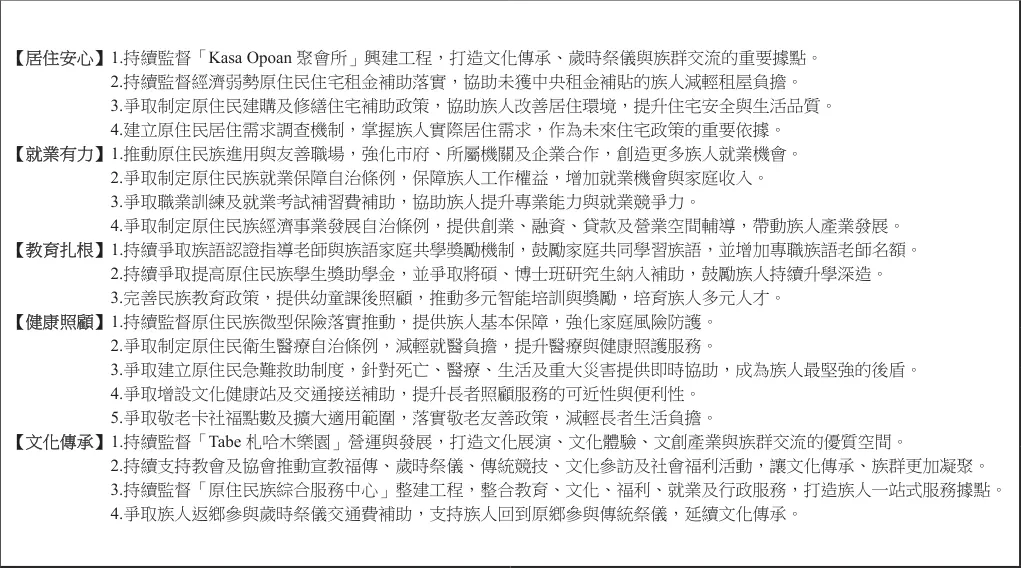 【居住安心】1.持續監督「Kasa Opoan 聚會所」興建工程，打造文化傳承、歲時祭儀與族群交流的重要據點。
2.持續監督經濟弱勢原住民住宅租金補助落實，協助未獲中央租金補貼的族人減輕租屋負擔。
3.爭取制定原住民建購及修繕住宅補助政策，協助族人改善居住環境，提升住宅安全與生活品質。
4.建立原住民居住需求調查機制，掌握族人實際居住需求，作為未來住宅政策的重要依據。
【就業有力】1.推動原住民族進用與友善職場，強化市府、所屬機關及企業合作，創造更多族人就業機會。
2.爭取制定原住民族就業保障自治條例，保障族人工作權益，增加就業機會與家庭收入。
3.爭取職業訓練及就業考試補習費補助，協助族人提升專業能力與就業競爭力。
4.爭取制定原住民族經濟事業發展自治條例，提供創業、融資、貸款及營業空間輔導，帶動族人產業發展。
【教育扎根】1.持續爭取族語認證指導老師與族語家庭共學獎勵機制，鼓勵家庭共同學習族語，並增加專職族語老師名額。
2.持續爭取提高原住民族學生獎助學金，並爭取將碩、博士班研究生納入補助，鼓勵族人持續升學深造。
3.完善民族教育政策，提供幼童課後照顧，推動多元智能培訓與獎勵，培育族人多元人才。
【健康照顧】1.持續監督原住民族微型保險落實推動，提供族人基本保障，強化家庭風險防護。
2.爭取制定原住民衛生醫療自治條例，減輕就醫負擔，提升醫療與健康照護服務。
3.爭取建立原住民急難救助制度，針對死亡、醫療、生活及重大災害提供即時協助，成為族人最堅強的後盾。
4.爭取增設文化健康站及交通接送補助，提升長者照顧服務的可近性與便利性。
5.爭取敬老卡社福點數及擴大適用範圍，落實敬老友善政策，減輕長者生活負擔。
【文化傳承】1.持續監督「Tabe 札哈木樂園」營運與發展，打造文化展演、文化體驗、文創產業與族群交流的優質空間。
2.持續支持教會及協會推動宣教福傳、歲時祭儀、傳統競技、文化參訪及社會福利活動，讓文化傳承、族群更加凝聚。
3.持續監督「原住民族綜合服務中心」整建工程，整合教育、文化、福利、就業及行政服務，打造族人一站式服務據點。
4.爭取族人返鄉參與歲時祭儀交通費補助，支持族人回到原鄉參與傳統祭儀，延續文化傳承。